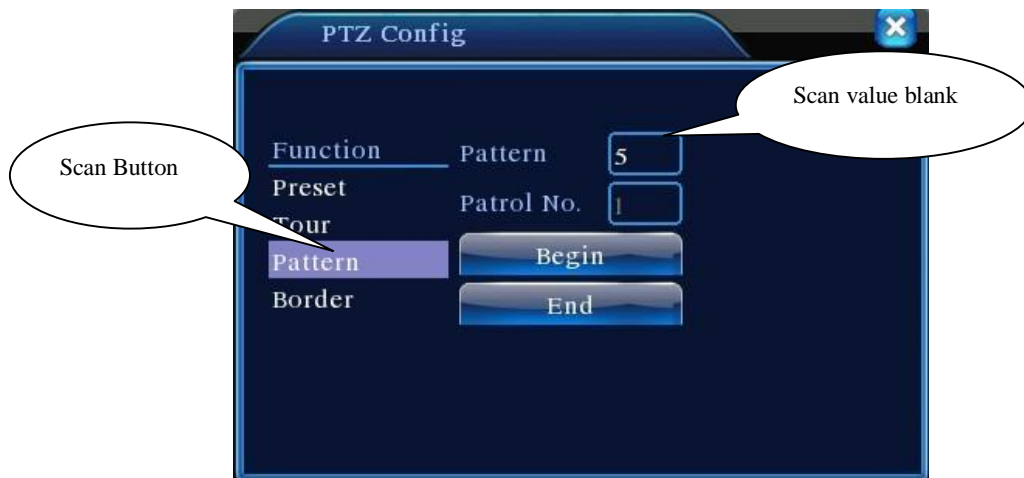 PTZ Config
Scan value blank
Scan Button
Function
Pattern 5
Preset
Patrol No. 1
Tour
Pattern
Begin
Border
End